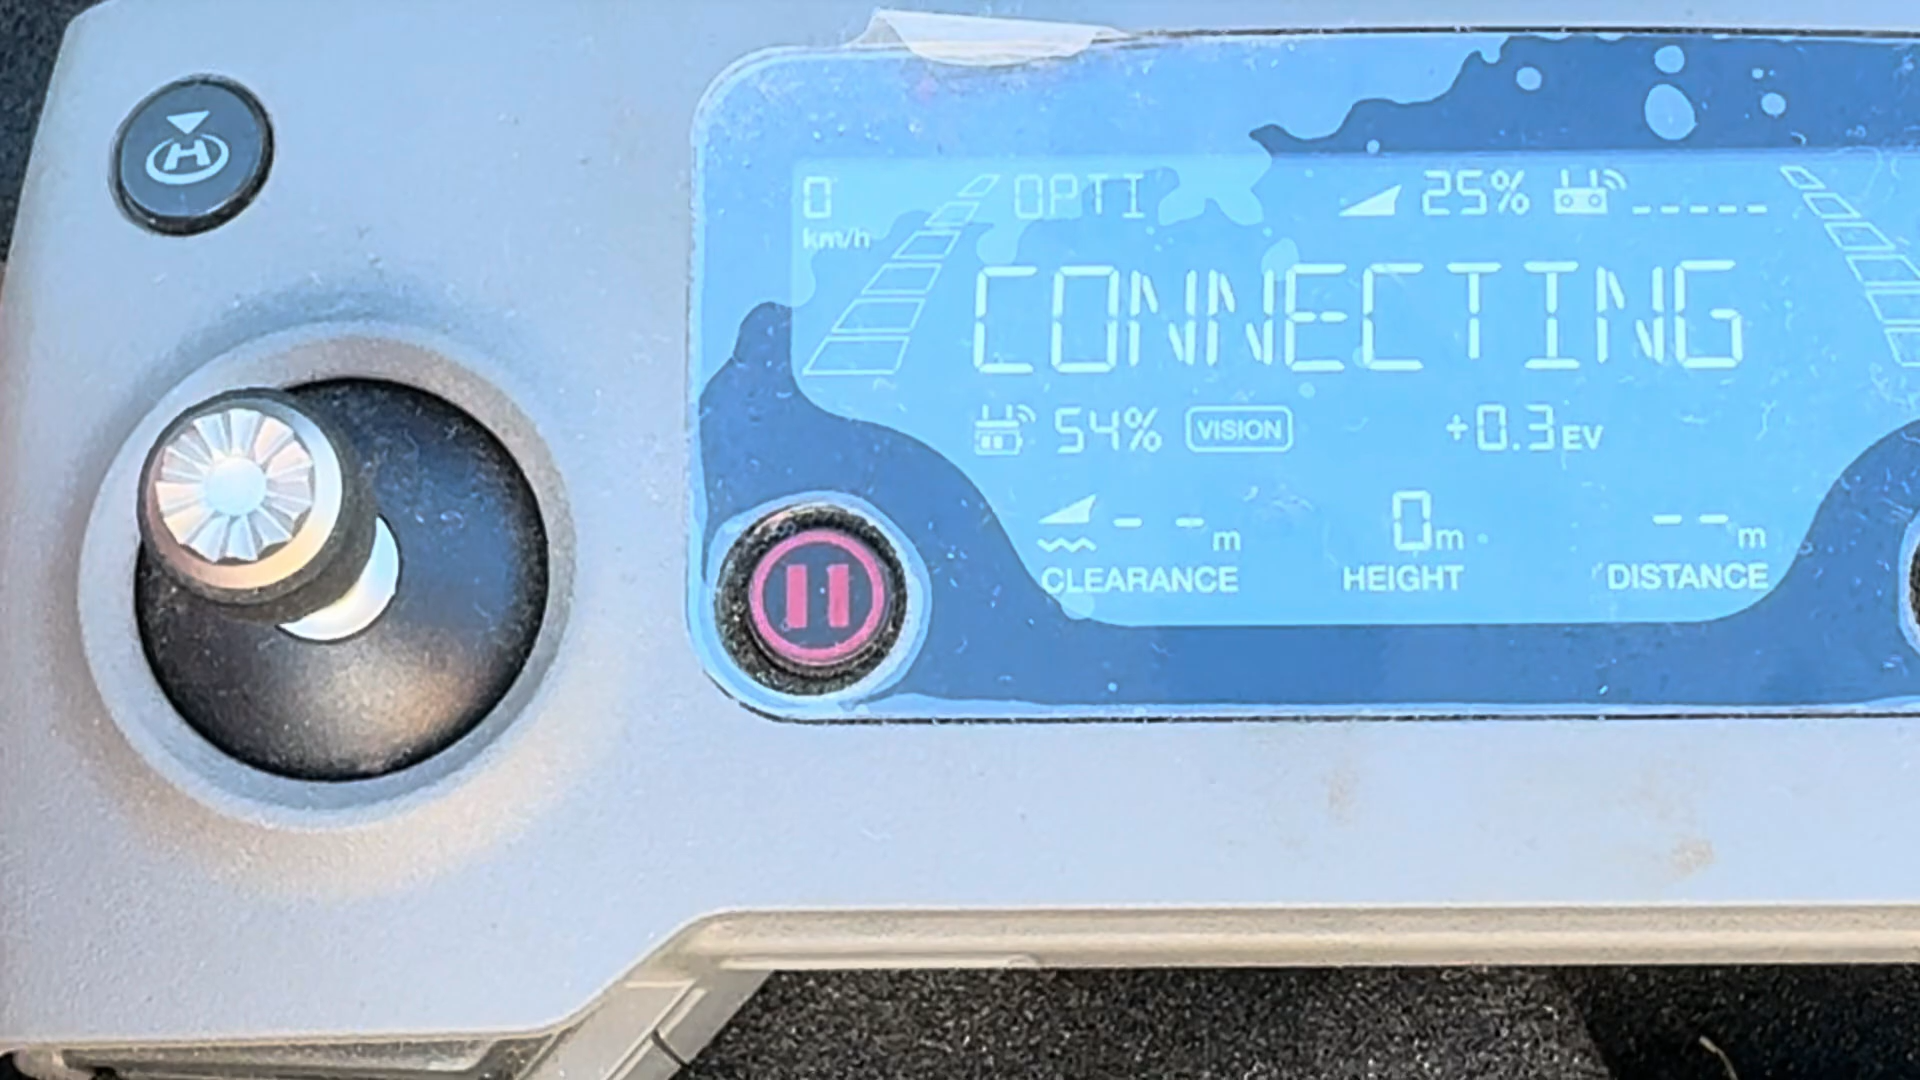 H
0 OPTI 25% -----
km/h
CONNECTING
54% VISION +0.3EV
-- --m 0m --m
CLEARANCE HEIGHT DISTANCE